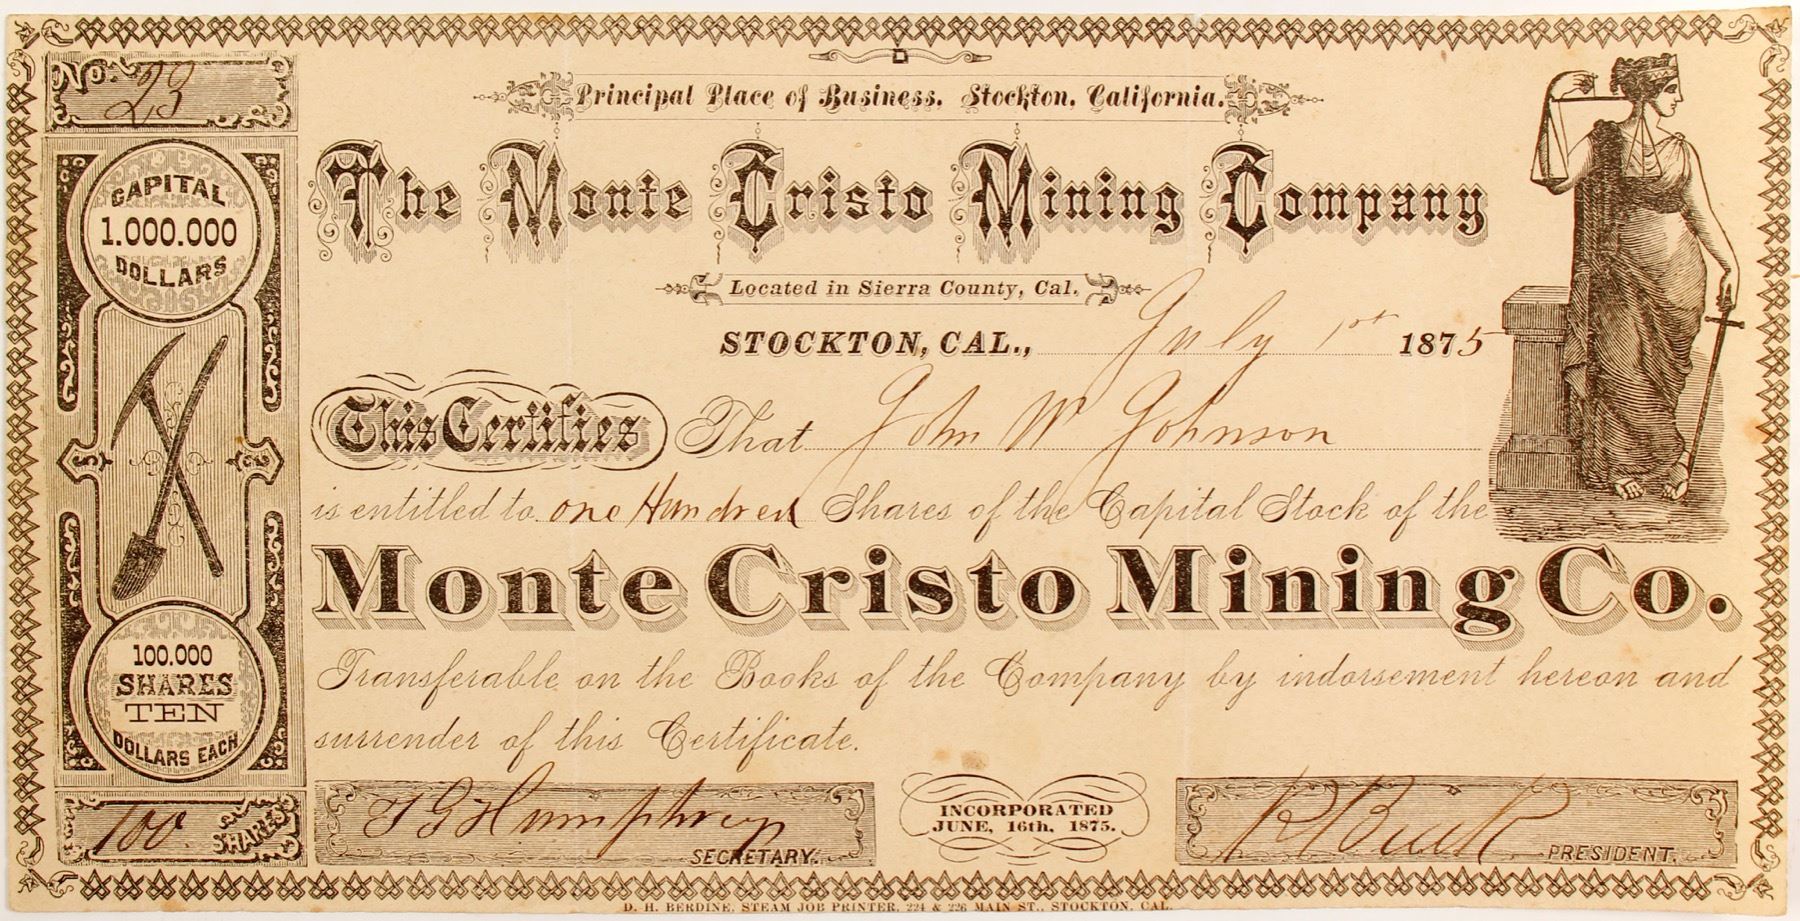 No. 23
Principal Place of Business. Stockton. California.
The Monte Cristo Mining Company
Located in Sierra County, Cal.
STOCKTON, CAL., July 1st 1875
This Certifies That John W Johnson
is entitled to one Hundred Shares of the Capital Stock of the
Monte Cristo Mining Co.
Transferable on the Books of the Company by indorsement hereon and
surrender of this Certificate.
CAPITAL
1.000.000
DOLLARS
100.000
SHARES
TEN
DOLLARS EACH
100 SHARES
T G Humphrey
SECRETARY.
INCORPORATED
JUNE, 16th, 1875.
R Buck
PRESIDENT.
D. H. BERDINE, STEAM JOB PRINTER, 224 & 226 MAIN ST., STOCKTON, CAL.